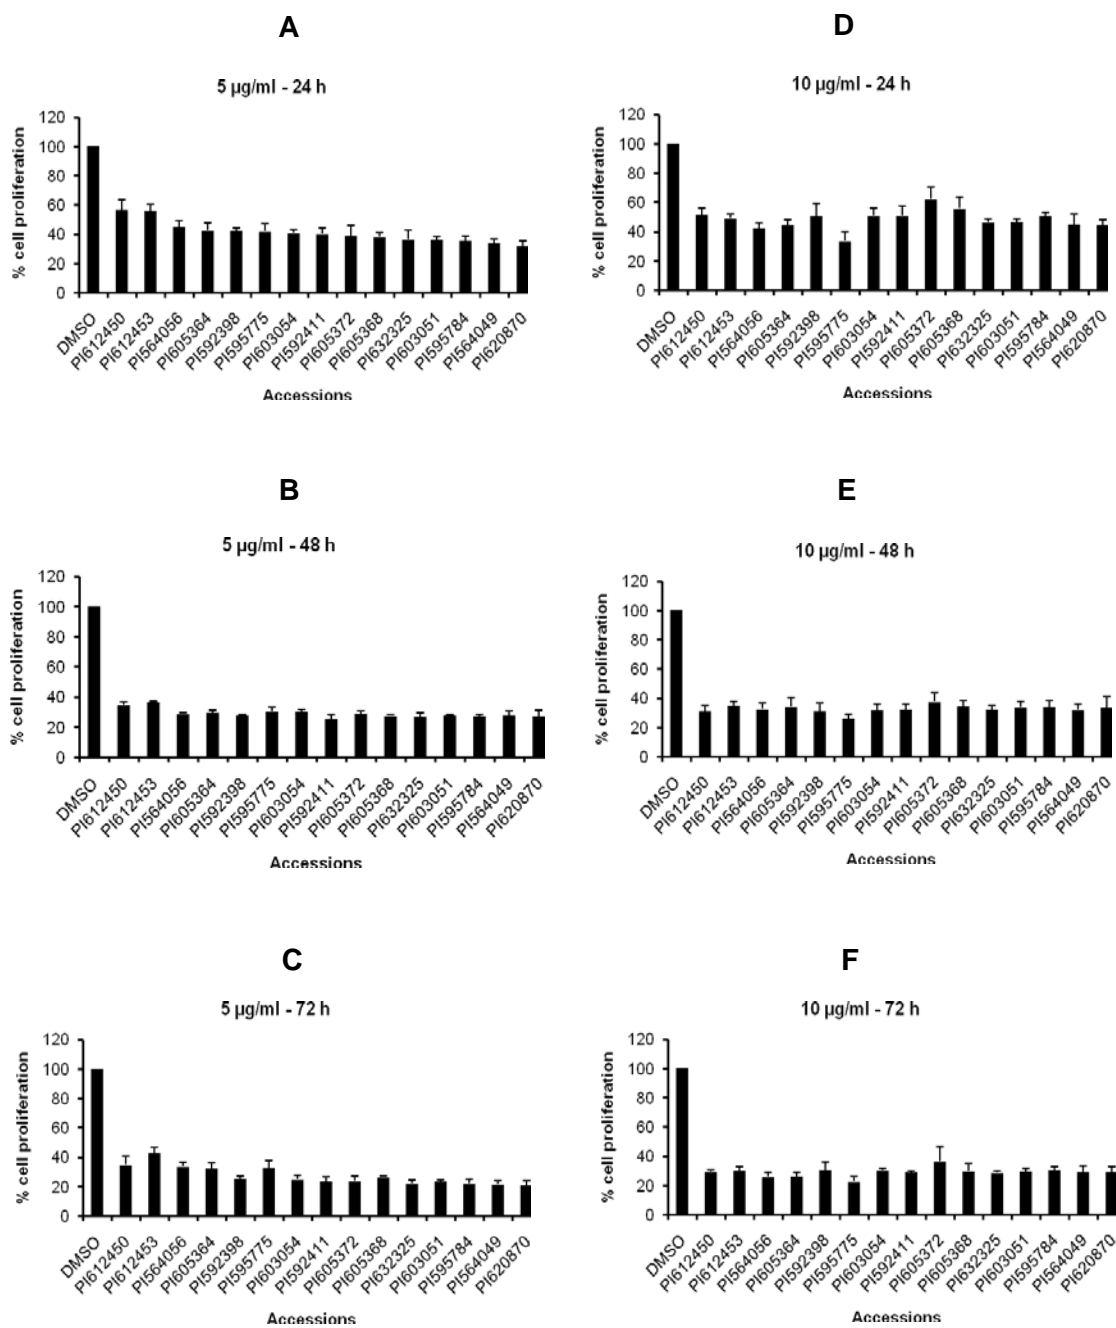 A
5 µg/ml - 24 h
% cell proliferation
120
100
80
60
40
20
0
DMSO
PI612450
PI612453
PI564056
PI605364
PI592398
PI595775
PI603054
PI592411
PI605372
PI605368
PI632325
PI603051
PI595784
PI564049
PI620870
Accessions
D
10 µg/ml - 24 h
% cell proliferation
120
100
80
60
40
20
0
DMSO
PI612450
PI612453
PI564056
PI605364
PI592398
PI595775
PI603054
PI592411
PI605372
PI605368
PI632325
PI603051
PI595784
PI564049
PI620870
Accessions
B
5 µg/ml - 48 h
% cell proliferation
120
100
80
60
40
20
0
DMSO
PI612450
PI612453
PI564056
PI605364
PI592398
PI595775
PI603054
PI592411
PI605372
PI605368
PI632325
PI603051
PI595784
PI564049
PI620870
Accessions
E
10 µg/ml - 48 h
% cell proliferation
120
100
80
60
40
20
0
DMSO
PI612450
PI612453
PI564056
PI605364
PI592398
PI595775
PI603054
PI592411
PI605372
PI605368
PI632325
PI603051
PI595784
PI564049
PI620870
Accessions
C
5 µg/ml - 72 h
% cell proliferation
120
100
80
60
40
20
0
DMSO
PI612450
PI612453
PI564056
PI605364
PI592398
PI595775
PI603054
PI592411
PI605372
PI605368
PI632325
PI603051
PI595784
PI564049
PI620870
Accessions
F
10 µg/ml - 72 h
% cell proliferation
120
100
80
60
40
20
0
DMSO
PI612450
PI612453
PI564056
PI605364
PI592398
PI595775
PI603054
PI592411
PI605372
PI605368
PI632325
PI603051
PI595784
PI564049
PI620870
Accessions